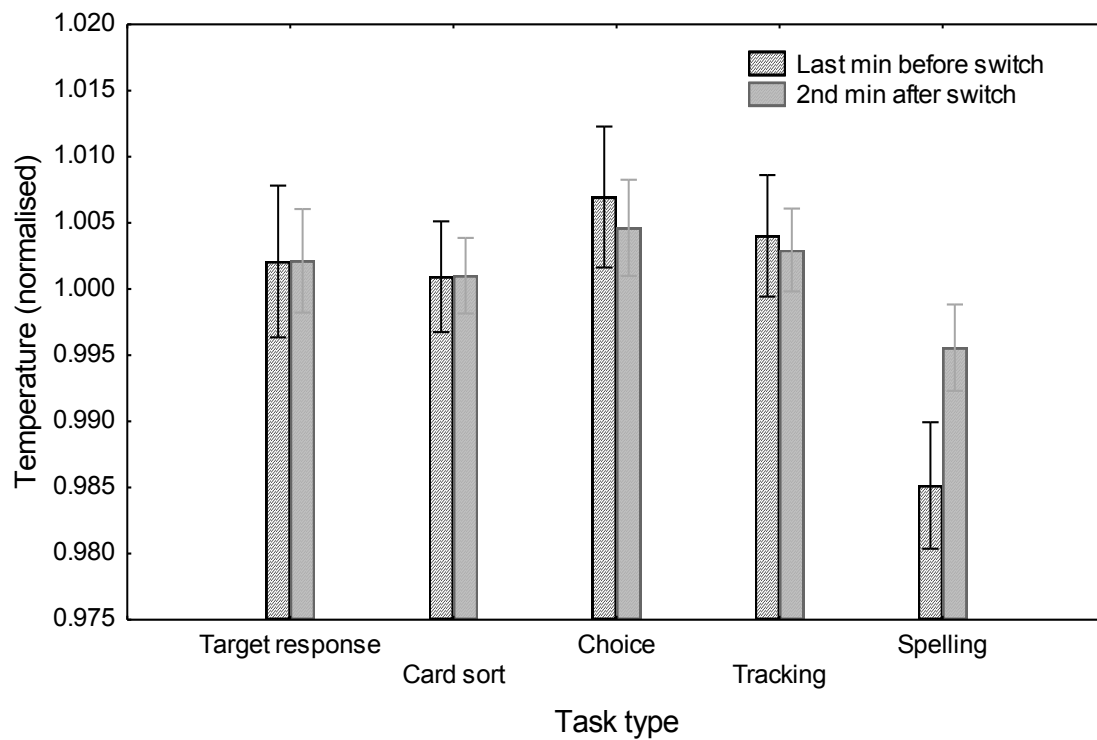 1.020
1.015
1.010
1.005
1.000
0.995
0.990
0.985
0.980
0.975
Temperature (normalised)
Last min before switch
2nd min after switch
Target response
Card sort
Choice
Tracking
Spelling
Task type